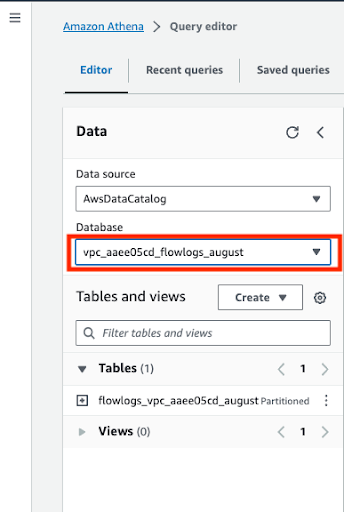 Amazon Athena > Query editor
Editor Recent queries Saved queries
Data
Data source
AwsDataCatalog
Database
vpc_aaee05cd_flowlogs_august
Tables and views Create
Filter tables and views
Tables (1) < 1 >
flowlogs_vpc_aaee05cd_august Partitioned
Views (0) < 1 >